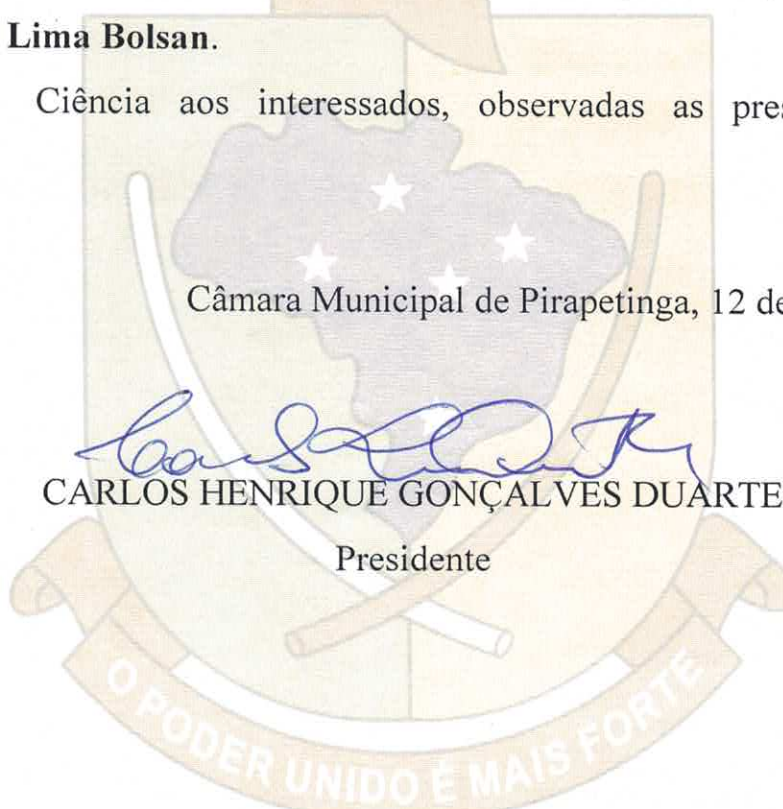 Lima Bolsan.
Ciência aos interessados, observadas as
Câmara Municipal de Pirapetinga, 12 de
CARLOS HENRIQUE GONÇALVES DUARTE
Presidente
O PODER UNIDO É MAIS FORTE